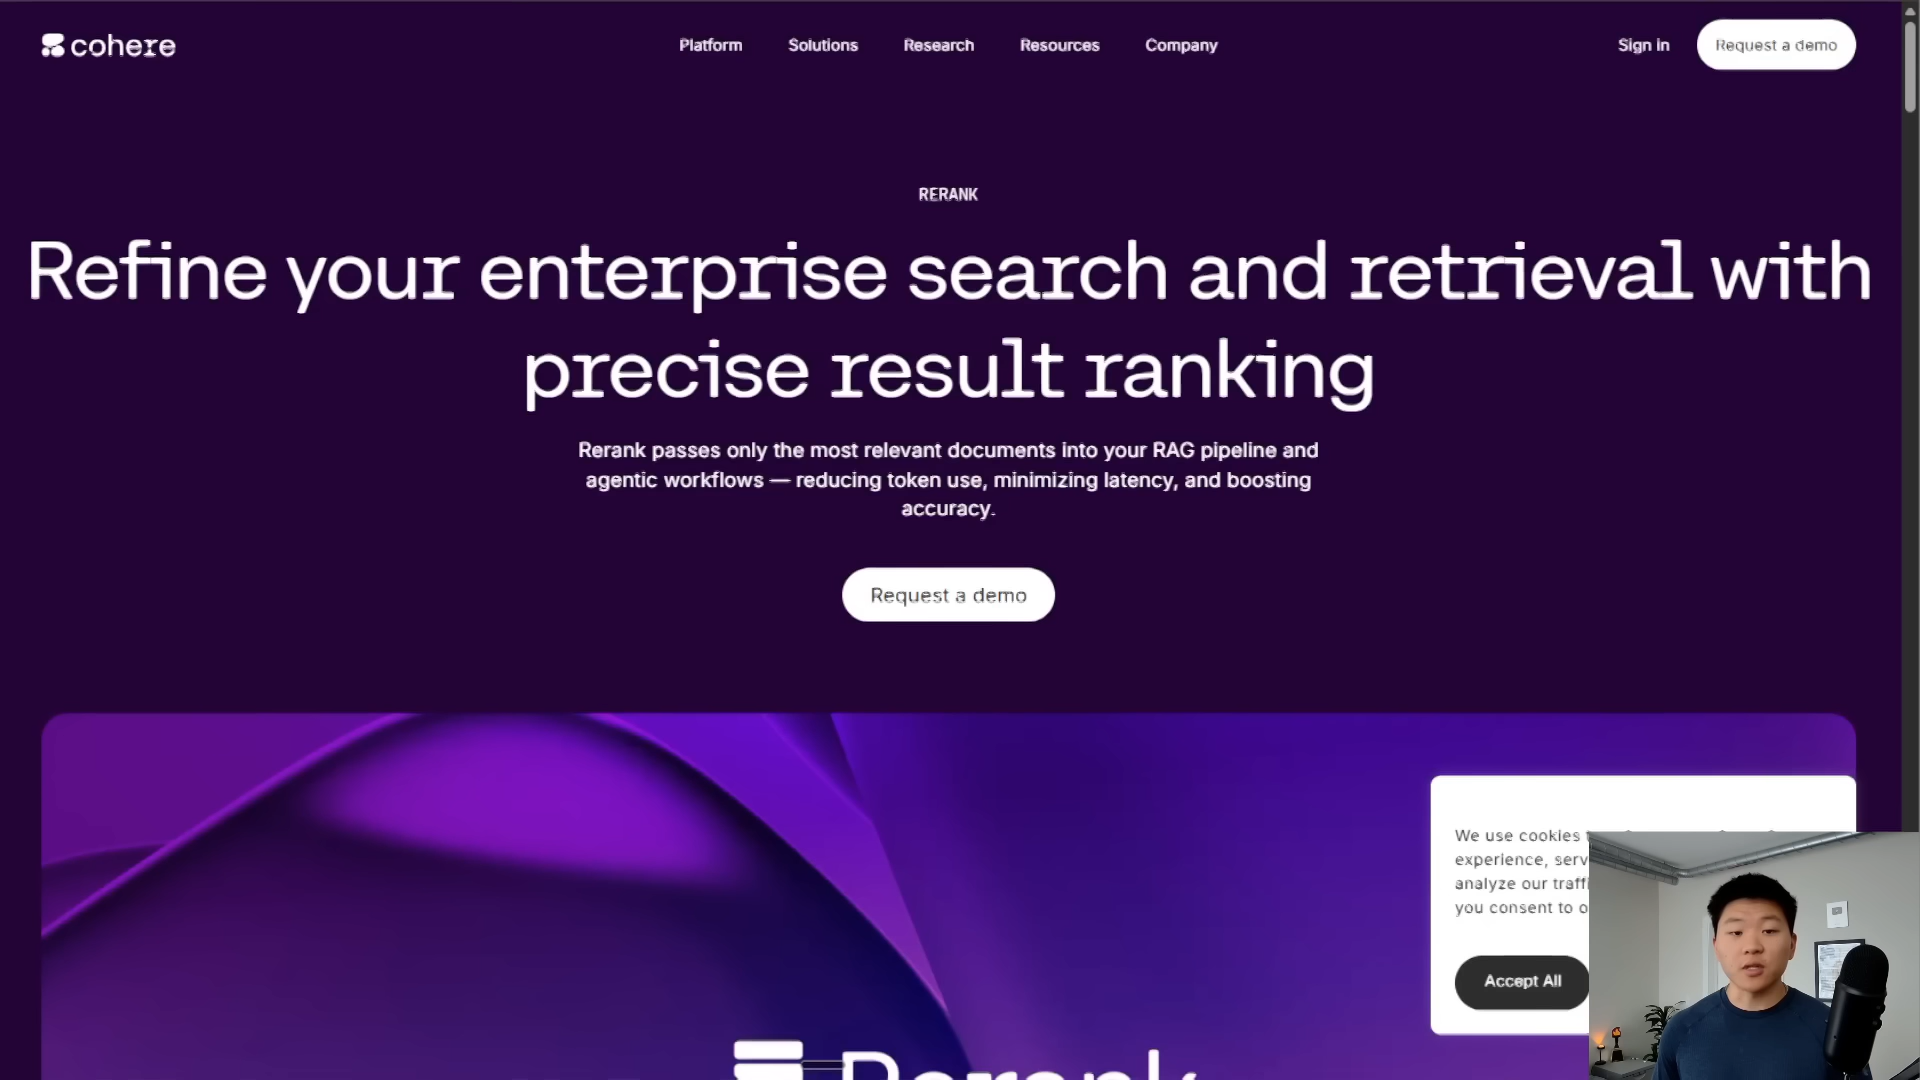 cohere
Platform Solutions Research Resources Company
Sign in Request a demo
RERANK
Refine your enterprise search and retrieval with
precise result ranking
Rerank passes only the most relevant documents into your RAG pipeline and
agentic workflows — reducing token use, minimizing latency, and boosting
accuracy.
Request a demo
We use cookies
experience,
analyze our
you consent to
Accept All
Rerank